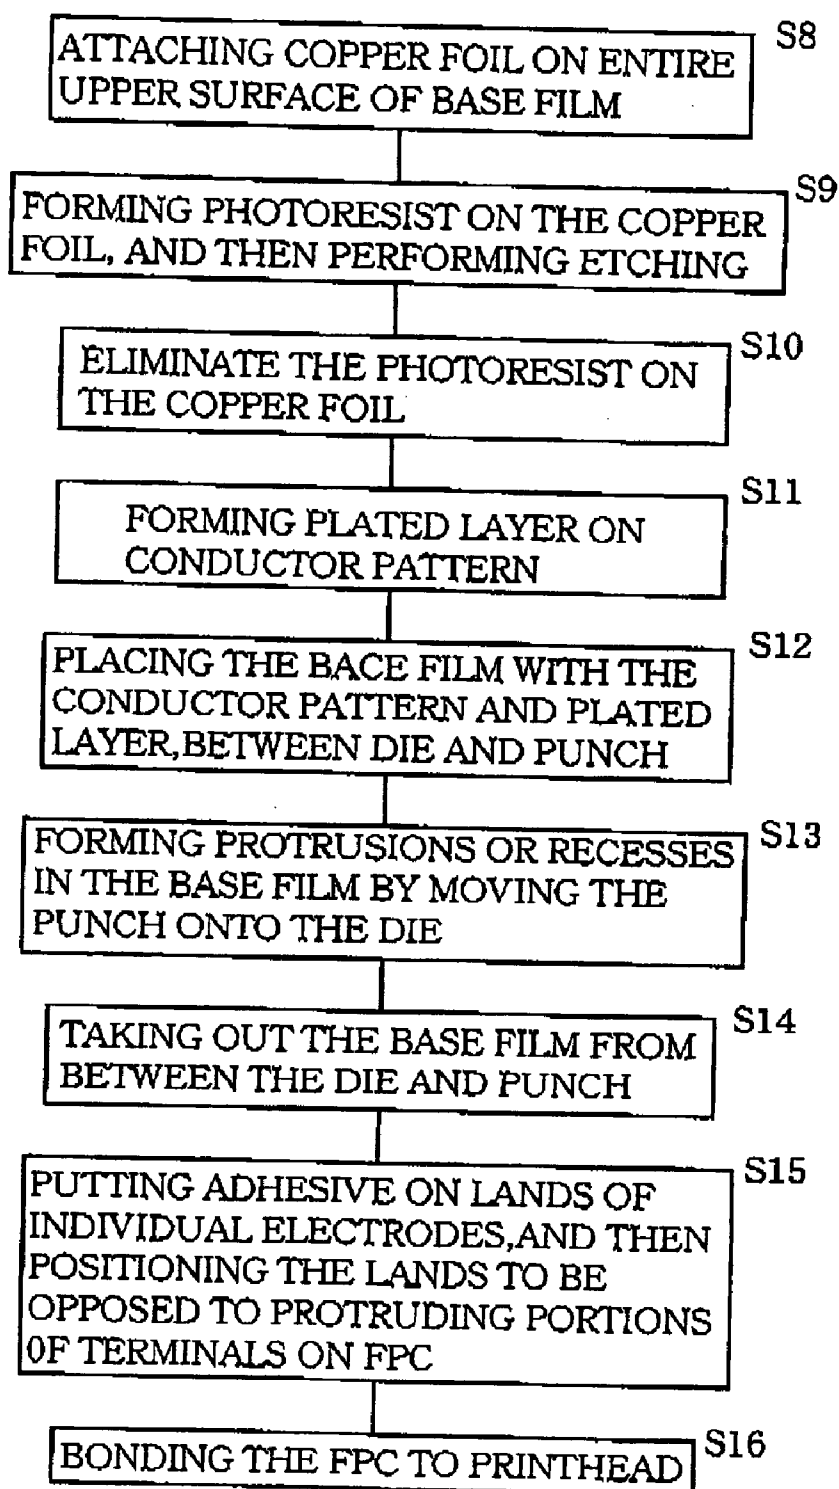 S8
ATTACHING COPPER FOIL ON ENTIRE
UPPER SURFACE OF BASE FILM
S9
FORMING PHOTORESIST ON THE COPPER
FOIL, AND THEN PERFORMING ETCHING
S10
ELIMINATE THE PHOTORESIST ON
THE COPPER FOIL
S11
FORMING PLATED LAYER ON
CONDUCTOR PATTERN
S12
PLACING THE BACE FILM WITH THE
CONDUCTOR PATTERN AND PLATED
LAYER,BETWEEN DIE AND PUNCH
S13
FORMING PROTRUSIONS OR RECESSES
IN THE BASE FILM BY MOVING THE
PUNCH ONTO THE DIE
S14
TAKING OUT THE BASE FILM FROM
BETWEEN THE DIE AND PUNCH
S15
PUTTING ADHESIVE ON LANDS OF
INDIVIDUAL ELECTRODES,AND THEN
POSITIONING THE LANDS TO BE
OPPOSED TO PROTRUDING PORTIONS
0F TERMINALS ON FPC
S16
BONDING THE FPC TO PRINTHEAD